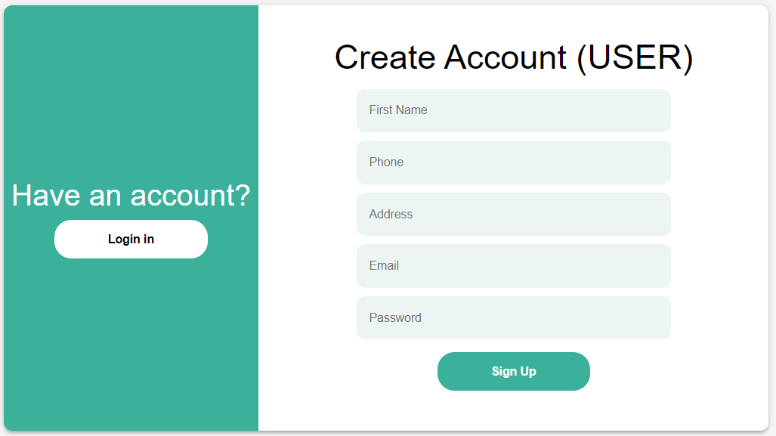 Have an account?
Login in
Create Account (USER)
First Name
Phone
Address
Email
Password
Sign Up